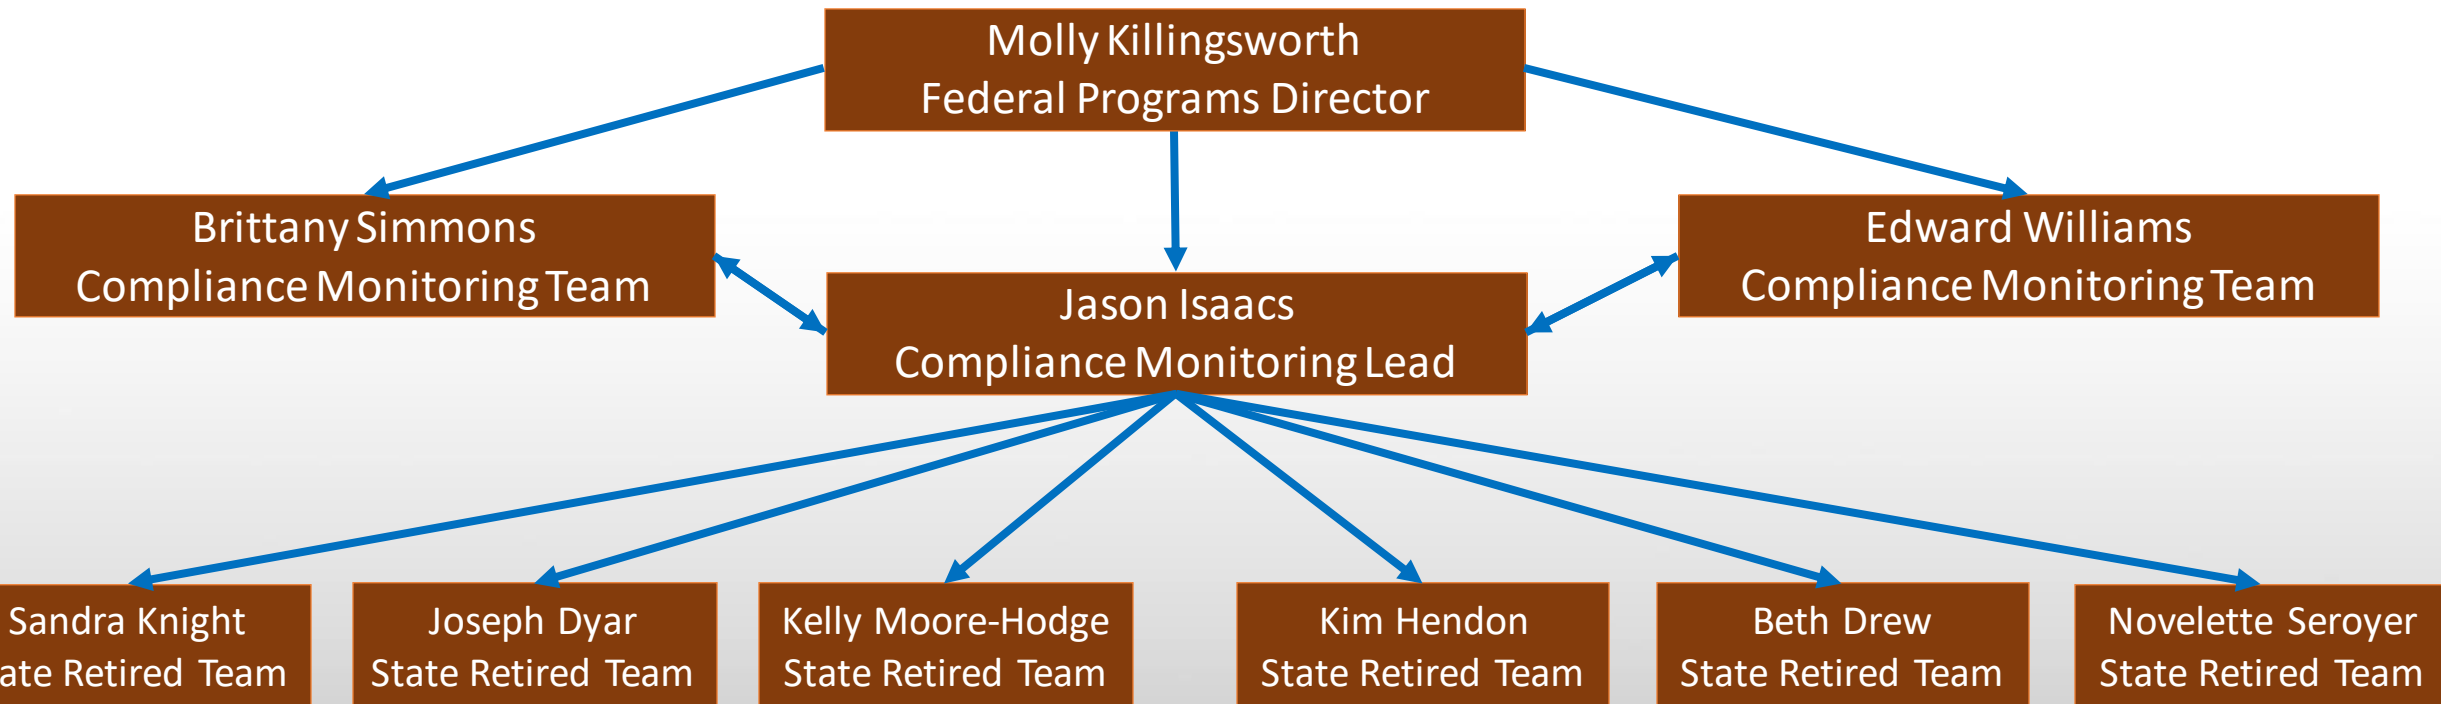 Molly Killingsworth
Federal Programs Director
Brittany Simmons
Compliance Monitoring Team
Edward Williams
Compliance Monitoring Team
Jason Isaacs
Compliance Monitoring Lead
Sandra Knight
ate Retired Team
Joseph Dyar
State Retired Team
Kelly Moore-Hodge
State Retired Team
Kim Hendon
State Retired Team
Beth Drew
State Retired Team
Novelette Seroyer
State Retired Team